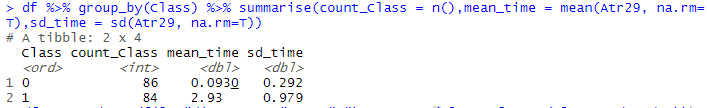 > df %>% group_by(Class) %>% summarise(count_Class = n(),mean_time = mean(Atr29, na.rm=
T),sd_time = sd(Atr29, na.rm=T))
# A tibble: 2 x 4
Class count_Class mean_time sd_time
<ord> <int> <dbl> <dbl>
1 0 86 0.0930 0.292
2 1 84 2.93 0.979